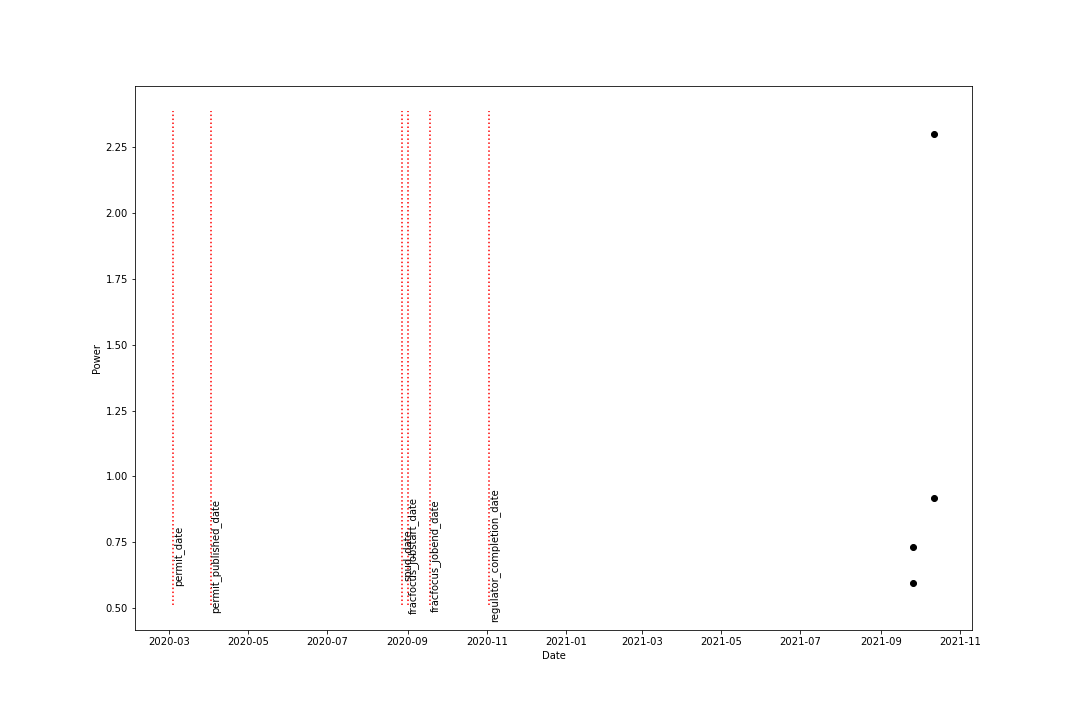 2.25
2.00
1.75
1.50
1.25
1.00
0.75
0.50
Power
permit_date
permit_published_date
spud_date
fracfocus_jobstart_date
fracfocus_jobend_date
regulator_completion_date
2020-03 2020-05 2020-07 2020-09 2020-11 2021-01 2021-03 2021-05 2021-07 2021-09 2021-11
Date